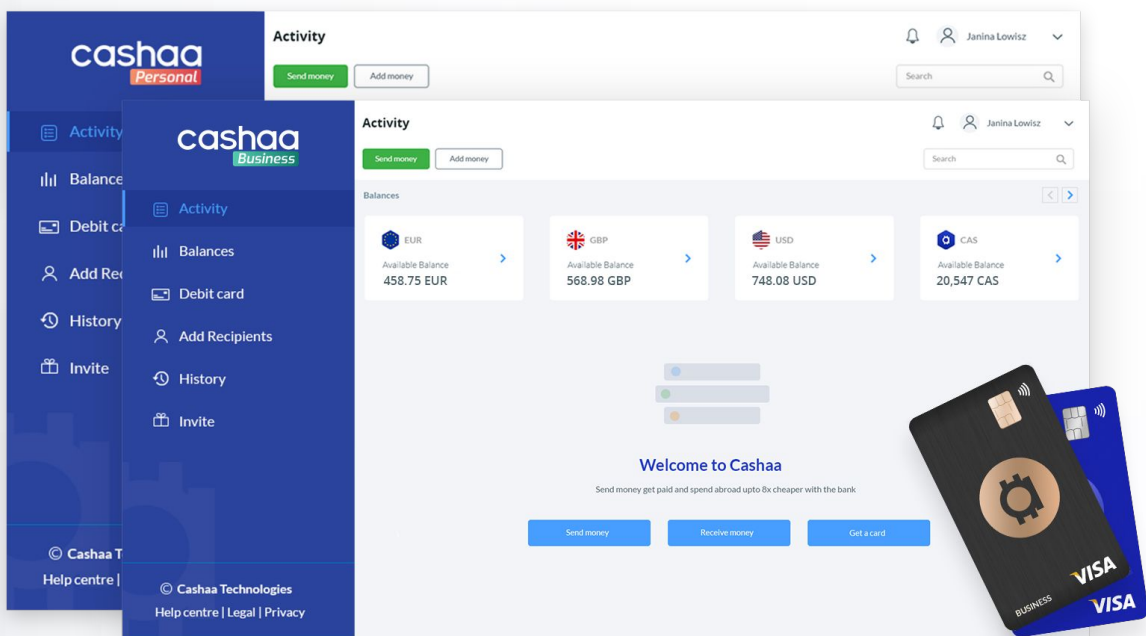 cashaa
Personal
Activity
Janina Lowisz
Send money
Add money
Search
Activity
Balance
Debit ca
Add Rec
History
Invite
© Cashaa T
Help centre |
cashaa
Business
Activity
Balances
Debit card
Add Recipients
History
Invite
© Cashaa Technologies
Help centre | Legal | Privacy
Activity
Janina Lowisz
Send money
Add money
Search
Balances
EUR
Available Balance
458.75 EUR
GBP
Available Balance
568.98 GBP
USD
Available Balance
748.08 USD
CAS
Available Balance
20,547 CAS
Welcome to Cashaa
Send money get paid and spend abroad upto 8x cheaper with the bank
Send money
Receive money
Get a card
BUSINESS
VISA
VISA